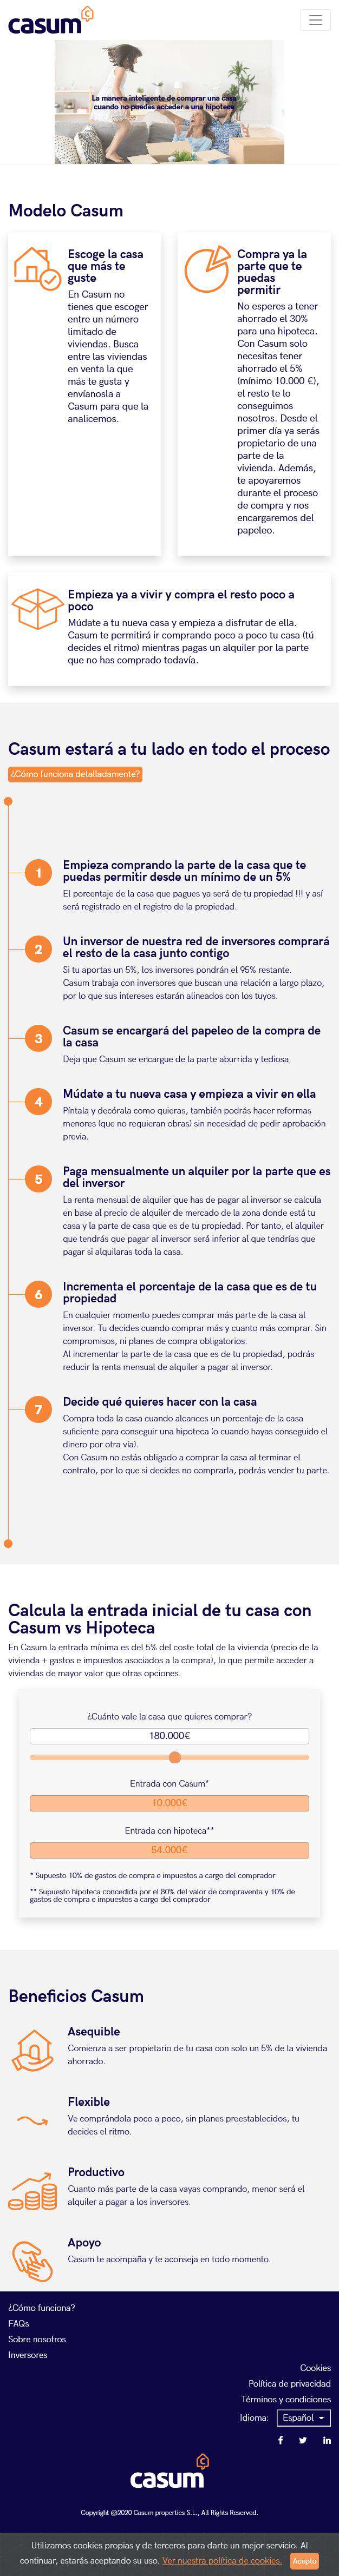 casum
La manera inteligente de comprar una casa
cuando no puedes acceder a una hipoteca
Modelo Casum
Escoge la casa
que más te
guste
En Casum no
tienes que escoger
entre un número
limitado de
viviendas. Busca
entre las viviendas
en venta la que
más te gusta y
envíanosla a
Casum para que la
analicemos.
Compra ya la
parte que te
puedas
permitir
No esperes a tener
ahorrado el 30%
para una hipoteca.
Con Casum solo
necesitas tener
ahorrado el 5%
(mínimo 10.000 €),
el resto te lo
conseguimos
nosotros. Desde el
primer día ya serás
propietario de una
parte de la
vivienda. Además,
te apoyaremos
durante el proceso
de compra y nos
encargaremos del
papeleo.
Empieza ya a vivir y compra el resto poco a
poco
Múdate a tu nueva casa y empieza a disfrutar de ella.
Casum te permitirá ir comprando poco a poco tu casa (tú
decides el ritmo) mientras pagas un alquiler por la parte
que no has comprado todavía.
Casum estará a tu lado en todo el proceso
¿Cómo funciona detalladamente?
1
Empieza comprando la parte de la casa que te
puedas permitir desde un mínimo de un 5%
El porcentaje de la casa que pagues ya será de tu propiedad !!! y así
será registrado en el registro de la propiedad.
2
Un inversor de nuestra red de inversores comprará
el resto de la casa junto contigo
Si tu aportas un 5%, los inversores pondrán el 95% restante.
Casum trabaja con inversores que buscan una relación a largo plazo,
por lo que sus intereses estarán alineados con los tuyos.
3
Casum se encargará del papeleo de la compra de
la casa
Deja que Casum se encargue de la parte aburrida y tediosa.
4
Múdate a tu nueva casa y empieza a vivir en ella
Píntala y decórala como quieras, también podrás hacer reformas
menores (que no requieran obras) sin necesidad de pedir aprobación
previa.
5
Paga mensualmente un alquiler por la parte que es
del inversor
La renta mensual de alquiler que has de pagar al inversor se calcula
en base al precio de alquiler de mercado de la zona donde está tu
casa y la parte de casa que es de tu propiedad. Por tanto, el alquiler
que tendrás que pagar al inversor será inferior al que tendrías que
pagar si alquilaras toda la casa.
6
Incrementa el porcentaje de la casa que es de tu
propiedad
En cualquier momento puedes comprar más parte de la casa al
inversor. Tu decides cuando comprar más y cuanto más comprar. Sin
compromisos, ni planes de compra obligatorios.
Al incrementar la parte de la casa que es de tu propiedad, podrás
reducir la renta mensual de alquiler a pagar al inversor.
7
Decide qué quieres hacer con la casa
Compra toda la casa cuando alcances un porcentaje de la casa
suficiente para conseguir una hipoteca (o cuando hayas conseguido el
dinero por otra vía).
Con Casum no estás obligado a comprar la casa al terminar el
contrato, por lo que si decides no comprarla, podrás vender tu parte.
Calcula la entrada inicial de tu casa con
Casum vs Hipoteca
En Casum la entrada mínima es del 5% del coste total de la vivienda (precio de la
vivienda + gastos e impuestos asociados a la compra), lo que permite acceder a
viviendas de mayor valor que otras opciones.
¿Cuánto vale la casa que quieres comprar?
180.000€
Entrada con Casum*
10.000€
Entrada con hipoteca**
54.000€
* Supuesto 10% de gastos de compra e impuestos a cargo del comprador
** Supuesto hipoteca concedida por el 80% del valor de compraventa y 10% de
gastos de compra e impuestos a cargo del comprador
Beneficios Casum
Asequible
Comienza a ser propietario de tu casa con solo un 5% de la vivienda
ahorrado.
Flexible
Ve comprándola poco a poco, sin planes preestablecidos, tu
decides el ritmo.
Productivo
Cuanto más parte de la casa vayas comprando, menor será el
alquiler a pagar a los inversores.
Apoyo
Casum te acompaña y te aconseja en todo momento.
¿Cómo funciona?
FAQs
Sobre nosotros
Inversores
Cookies
Política de privacidad
Términos y condiciones
Idioma: Español
casum
Copyright @2020 Casum properties S.L., All Rights Reserved.
Utilizamos cookies propias y de terceros para darte un mejor servicio. Al
continuar, estarás aceptando su uso. Ver nuestra política de cookies. Acepto